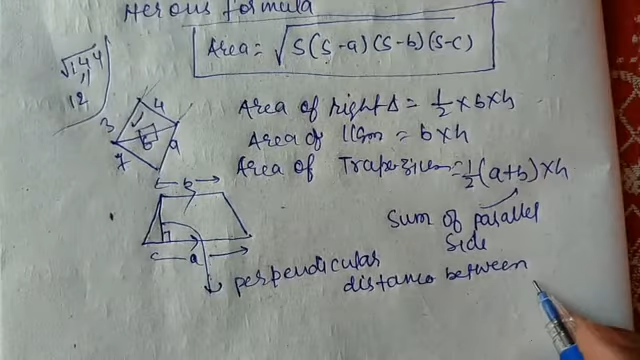 Herons formula
Area = √S(S-a)(S-b)(S-c)
√144
"
12
Area of right Δ = 1/2 × b × h
Area of llgm = b × h
Area of Trapezium = 1/2 (a+b) × h
3
4
7
9
b
Sum of parallel
Side
c
a
perpendicular
distance between